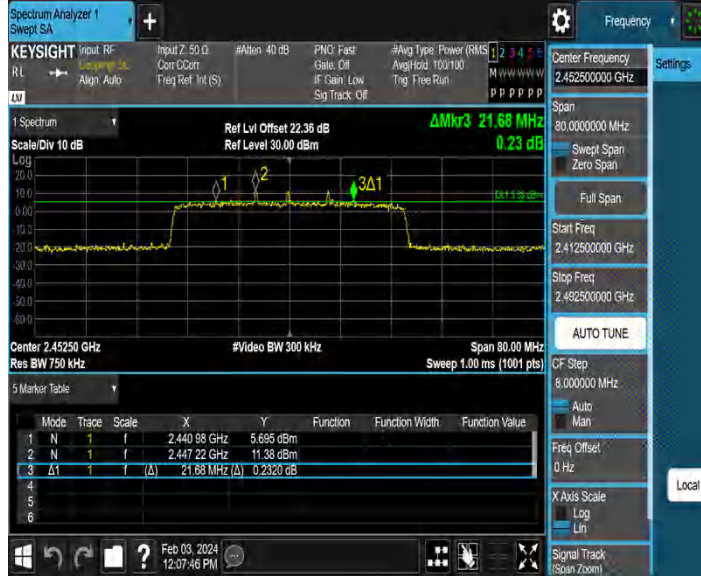 Spectrum Analyzer 1
Swept SA
+
Frequency
KEYSIGHT
RL
LXI
Input: RF
Align: Auto
Input Z: 50 Ω
Corr CCorr
Freq Ref: Int (S)
#Atten: 40 dB
PNO: Fast
Gate: Off
IF Gain: Low
Sig Track: Off
#Avg Type: Power (RMS
Avg|Hold: 100/100
Trig: Free Run
1 2 3 4 5 6
M W W W W W
P P P P P P
1 Spectrum
Scale/Div 10 dB
Ref Lvl Offset 22.36 dB
Ref Level 30.00 dBm
ΔMkr3 21.68 MHz
0.23 dB
Log
20.0
10.0
0.00
-10.0
-20.0
-30.0
-40.0
-50.0
-60.0
1
2
3Δ1
Center 2.45250 GHz
#Video BW 300 kHz
Span 80.00 MHz
Res BW 750 kHz
Sweep 1.00 ms (1001 pts)
5 Marker Table
Mode Trace Scale X Y Function Function Width Function Value
1 N 1 f 2.440 98 GHz 5.695 dBm
2 N 1 f 2.447 22 GHz 11.38 dBm
3 Δ1 1 f (Δ) 21.68 MHz (Δ) 0.2320 dB
4
5
6
?
Feb 03, 2024
12:07:46 PM
Center Frequency
2.452500000 GHz
Span
80.0000000 MHz
Swept Span
Zero Span
Full Span
Start Freq
2.412500000 GHz
Stop Freq
2.492500000 GHz
AUTO TUNE
CF Step
8.000000 MHz
Auto
Man
Freq Offset
0 Hz
X Axis Scale
Log
Lin
Signal Track
(Span Zoom)
Settings
Local